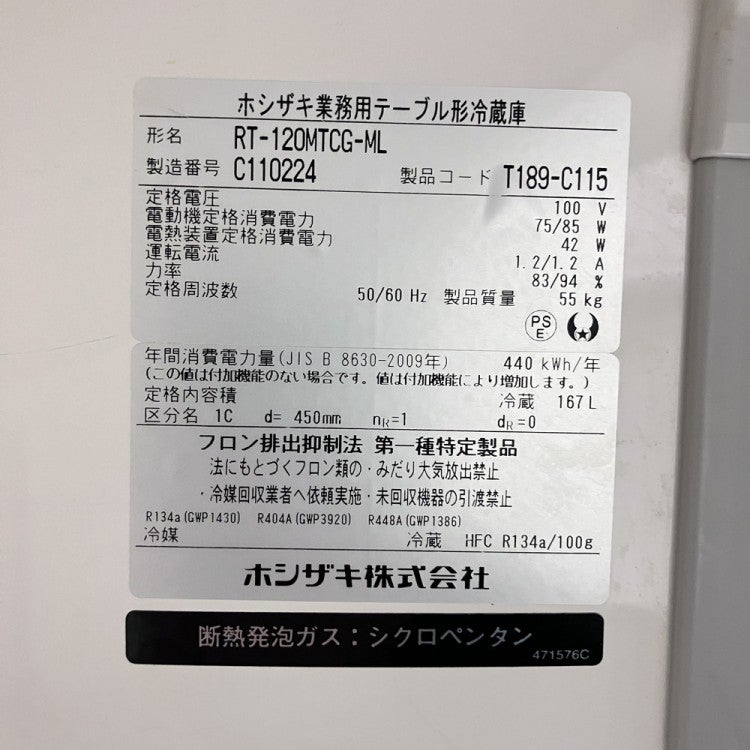 ホシザキ業務用テーブル形冷蔵庫
形名 RT-120MTCG-ML
製造番号 C110224 製品コード T189-C115
定格電圧 100 V
電動機定格消費電力 75/85 W
電熱装置定格消費電力 42 W
運転電流 1.2/1.2 A
力率 83/94 %
定格周波数 50/60 Hz 製品質量 55 kg
PSE
年間消費電力量(JIS B 8630-2009年) 440 kWh/年
(この値は付加機能のない場合です。値は付加機能により増加します。)
定格内容積 冷蔵 167L
区分名 1C d= 450mm nR=1 dR=0
フロン排出抑制法 第一種特定製品
法にもとづくフロン類の・みだり大気放出禁止
・冷媒回収業者へ依頼実施・未回収機器の引渡禁止
R134a(GWP1430) R404A(GWP3920) R448A(GWP1386)
冷媒 冷蔵 HFC R134a/100g
ホシザキ株式会社
断熱発泡ガス：シクロペンタン
471576C